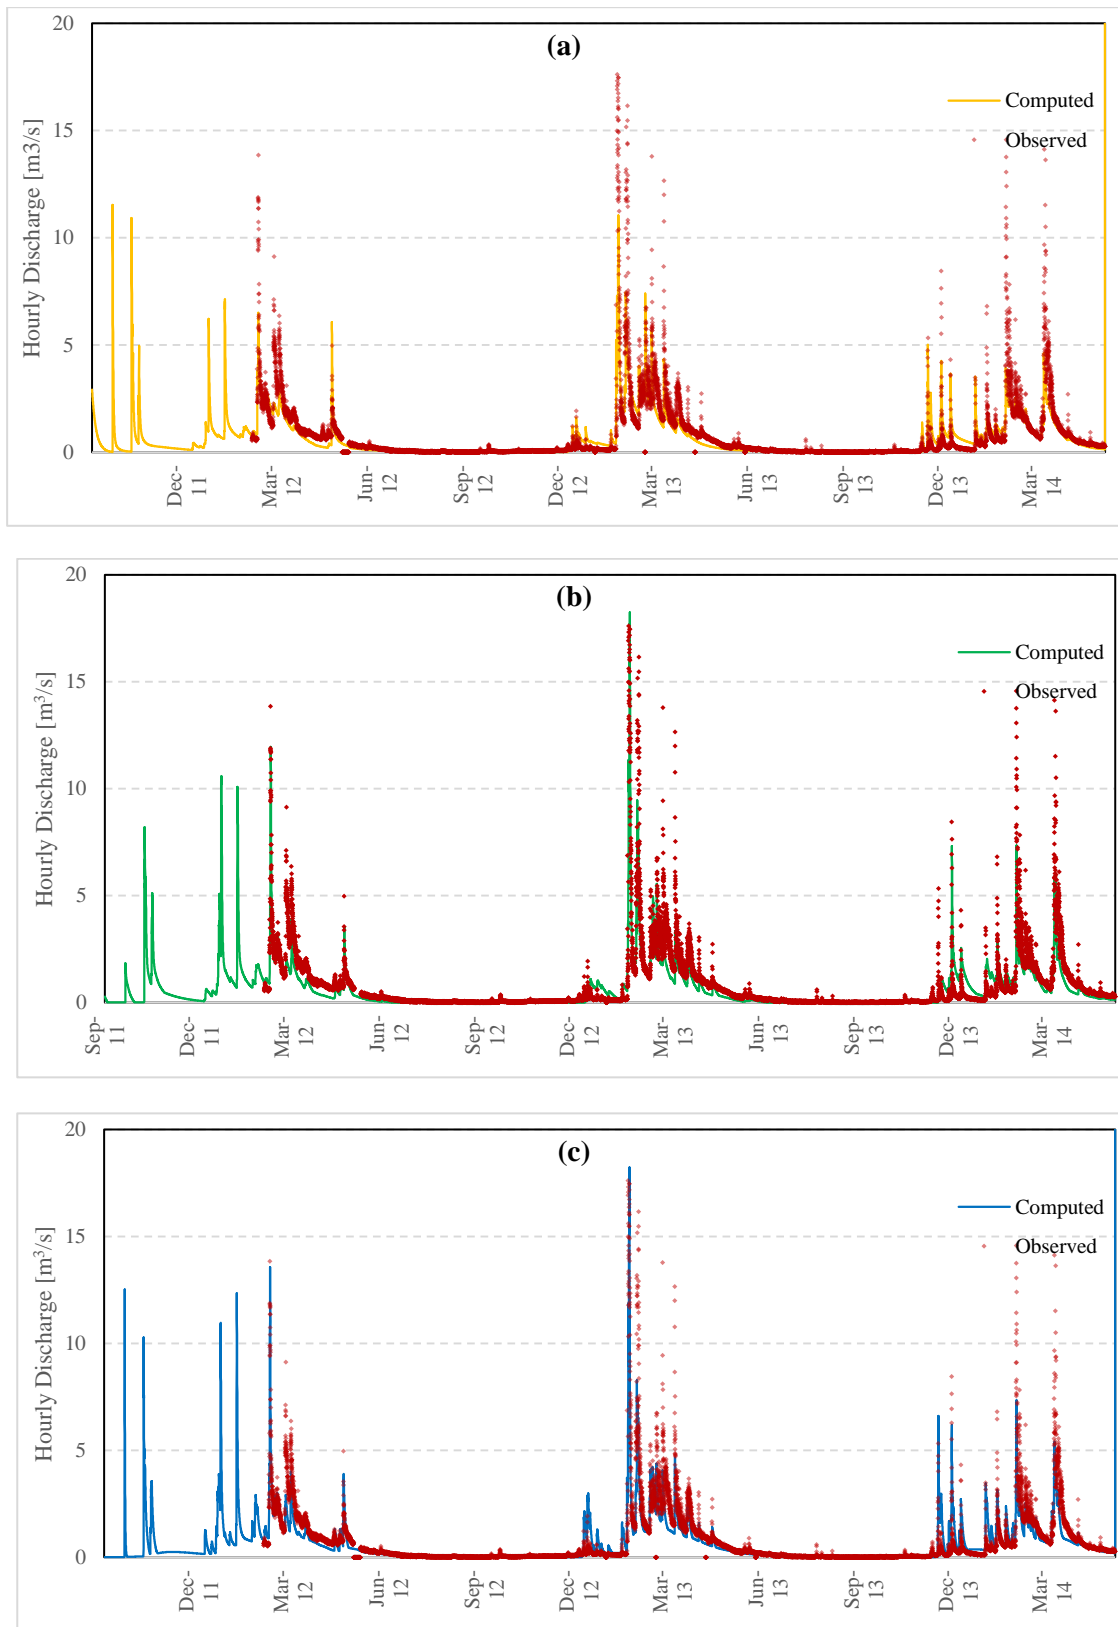 (a)
20
15
10
5
0
Hourly Discharge [m3/s]
Computed
Observed
Dec-11
Mar-12
Jun-12
Sep-12
Dec-12
Mar-13
Jun-13
Sep-13
Dec-13
Mar-14
(b)
20
15
10
5
0
Hourly Discharge [m³/s]
Computed
Observed
Sep-11
Dec-11
Mar-12
Jun-12
Sep-12
Dec-12
Mar-13
Jun-13
Sep-13
Dec-13
Mar-14
(c)
20
15
10
5
0
Hourly Discharge [m³/s]
Computed
Observed
Dec-11
Mar-12
Jun-12
Sep-12
Dec-12
Mar-13
Jun-13
Sep-13
Dec-13
Mar-14